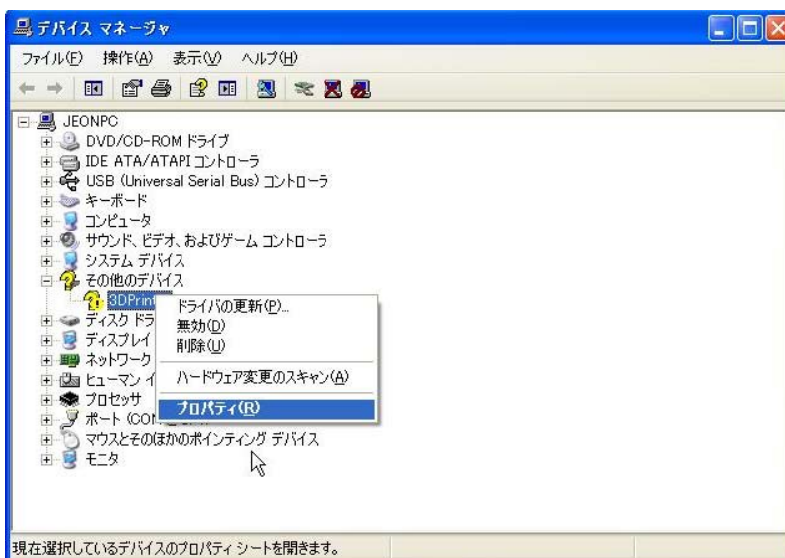 デバイス マネージャ
ファイル(F) 操作(A) 表示(V) ヘルプ(H)
JEONPC
DVD/CD-ROM ドライブ
IDE ATA/ATAPI コントローラ
USB (Universal Serial Bus) コントローラ
キーボード
コンピュータ
サウンド、ビデオ、およびゲーム コントローラ
システム デバイス
その他のデバイス
3DPrint
ドライバの更新(P)...
ディスク ドラ
無効(D)
ディスプレイ
削除(U)
ネットワーク
ヒューマン イ
ハードウェア変更のスキャン(A)
プロセッサ
プロパティ(R)
ポート (COM
マウスとそのほかのポインティング デバイス
モニタ
現在選択しているデバイスのプロパティ シートを開きます。